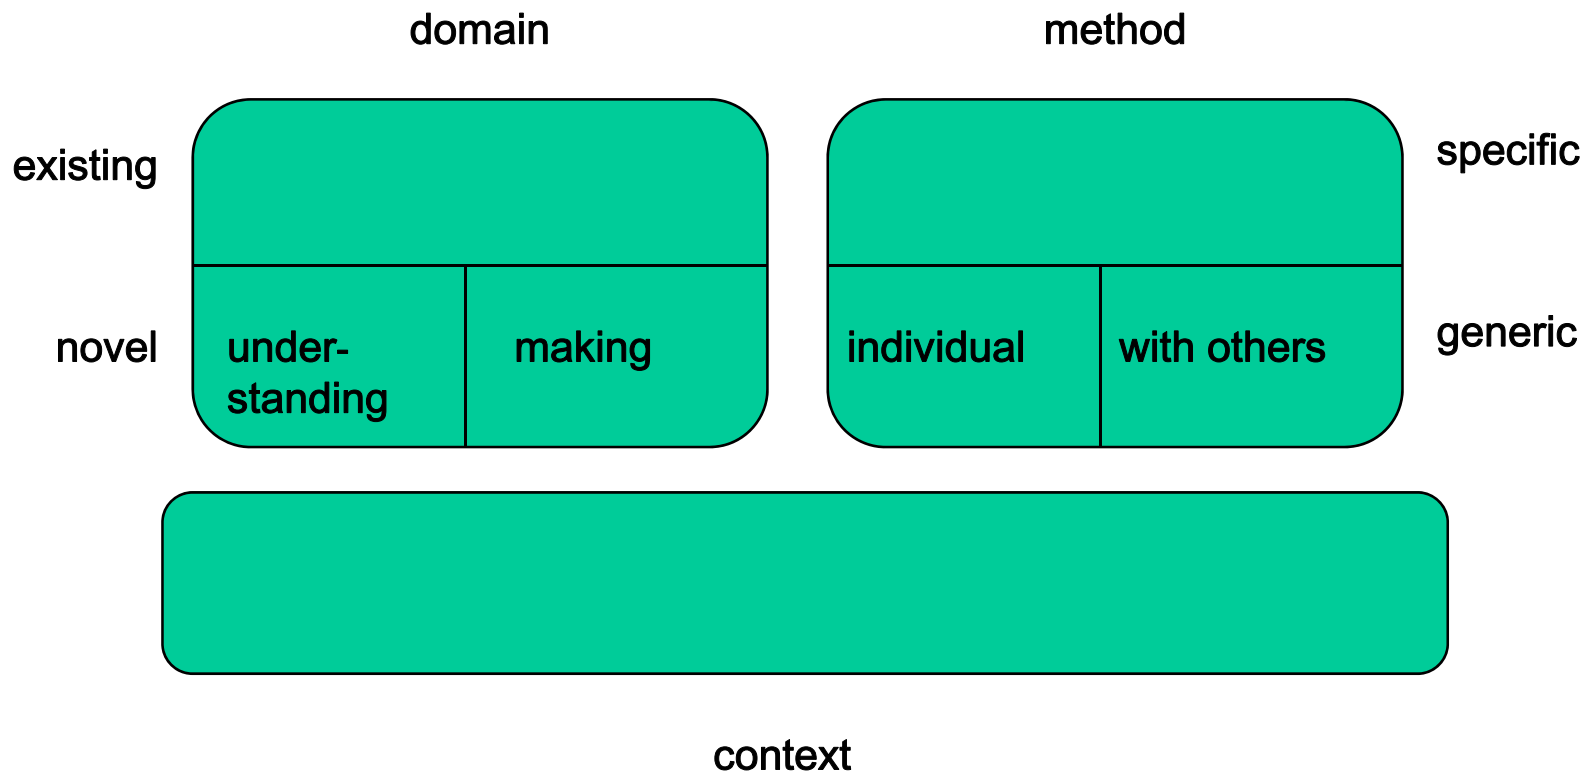 domain
method
existing
specific
novel
under-
standing
making
individual
with others
generic
context